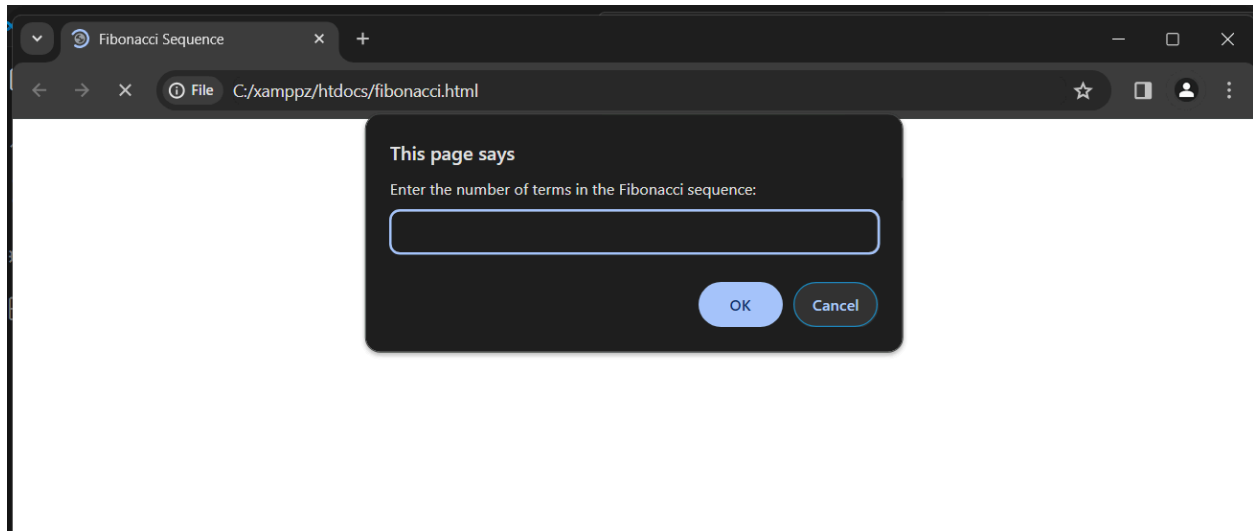 Fibonacci Sequence
File C:/xamppz/htdocs/fibonacci.html
This page says
Enter the number of terms in the Fibonacci sequence:
OK Cancel